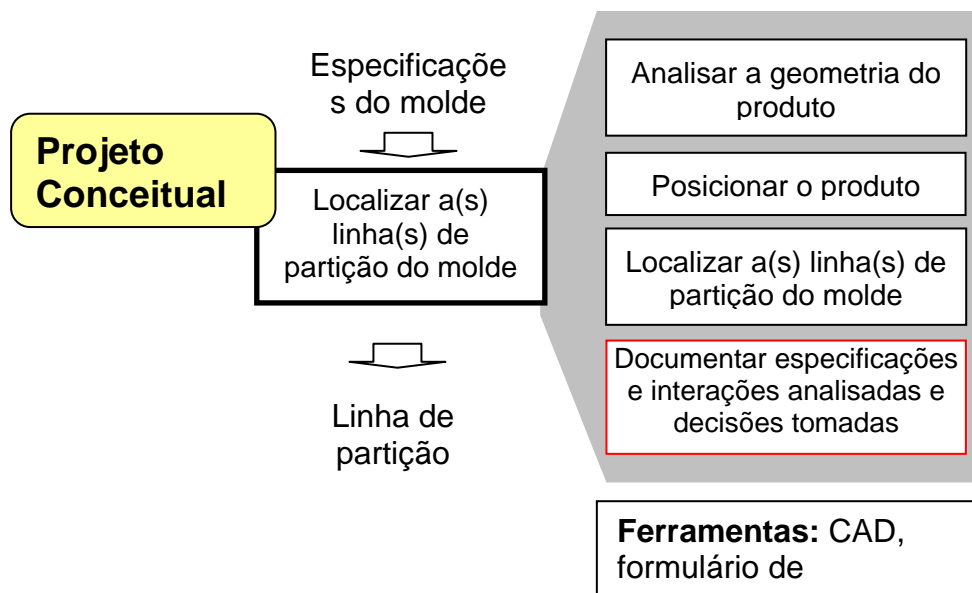 Especificaçõe
s do molde
Projeto
Conceitual
Localizar a(s)
linha(s) de
partição do molde
Linha de
partição
Analisar a geometria do
produto
Posicionar o produto
Localizar a(s) linha(s) de
partição do molde
Documentar especificações
e interações analisadas e
decisões tomadas
Ferramentas: CAD,
formulário de